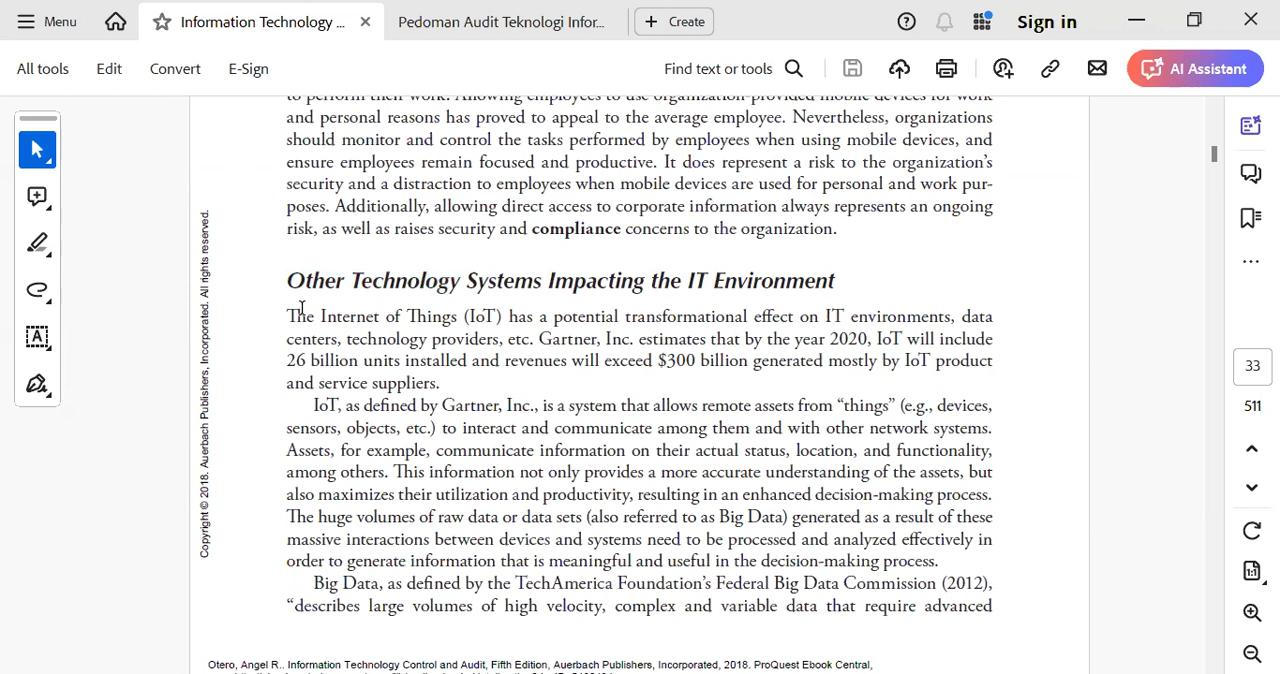 Menu
Information Technology ...
Pedoman Audit Teknologi Infor...
Create
Sign in
All tools
Edit
Convert
E-Sign
Find text or tools
AI Assistant
to perform their work. Allowing employees to use organization-provided mobile devices for work
and personal reasons has proved to appeal to the average employee. Nevertheless, organizations
should monitor and control the tasks performed by employees when using mobile devices, and
ensure employees remain focused and productive. It does represent a risk to the organization's
security and a distraction to employees when mobile devices are used for personal and work pur-
poses. Additionally, allowing direct access to corporate information always represents an ongoing
risk, as well as raises security and compliance concerns to the organization.
Other Technology Systems Impacting the IT Environment
The Internet of Things (IoT) has a potential transformational effect on IT environments, data
centers, technology providers, etc. Gartner, Inc. estimates that by the year 2020, IoT will include
26 billion units installed and revenues will exceed $300 billion generated mostly by IoT product
and service suppliers.
IoT, as defined by Gartner, Inc., is a system that allows remote assets from “things” (e.g., devices,
sensors, objects, etc.) to interact and communicate among them and with other network systems.
Assets, for example, communicate information on their actual status, location, and functionality,
among others. This information not only provides a more accurate understanding of the assets, but
also maximizes their utilization and productivity, resulting in an enhanced decision-making process.
The huge volumes of raw data or data sets (also referred to as Big Data) generated as a result of these
massive interactions between devices and systems need to be processed and analyzed effectively in
order to generate information that is meaningful and useful in the decision-making process.
Big Data, as defined by the TechAmerica Foundation's Federal Big Data Commission (2012),
“describes large volumes of high velocity, complex and variable data that require advanced
Copyright © 2018. Auerbach Publishers, Incorporated. All rights reserved.
Otero, Angel R.. Information Technology Control and Audit, Fifth Edition, Auerbach Publishers, Incorporated, 2018. ProQuest Ebook Central,
33
511
1:1